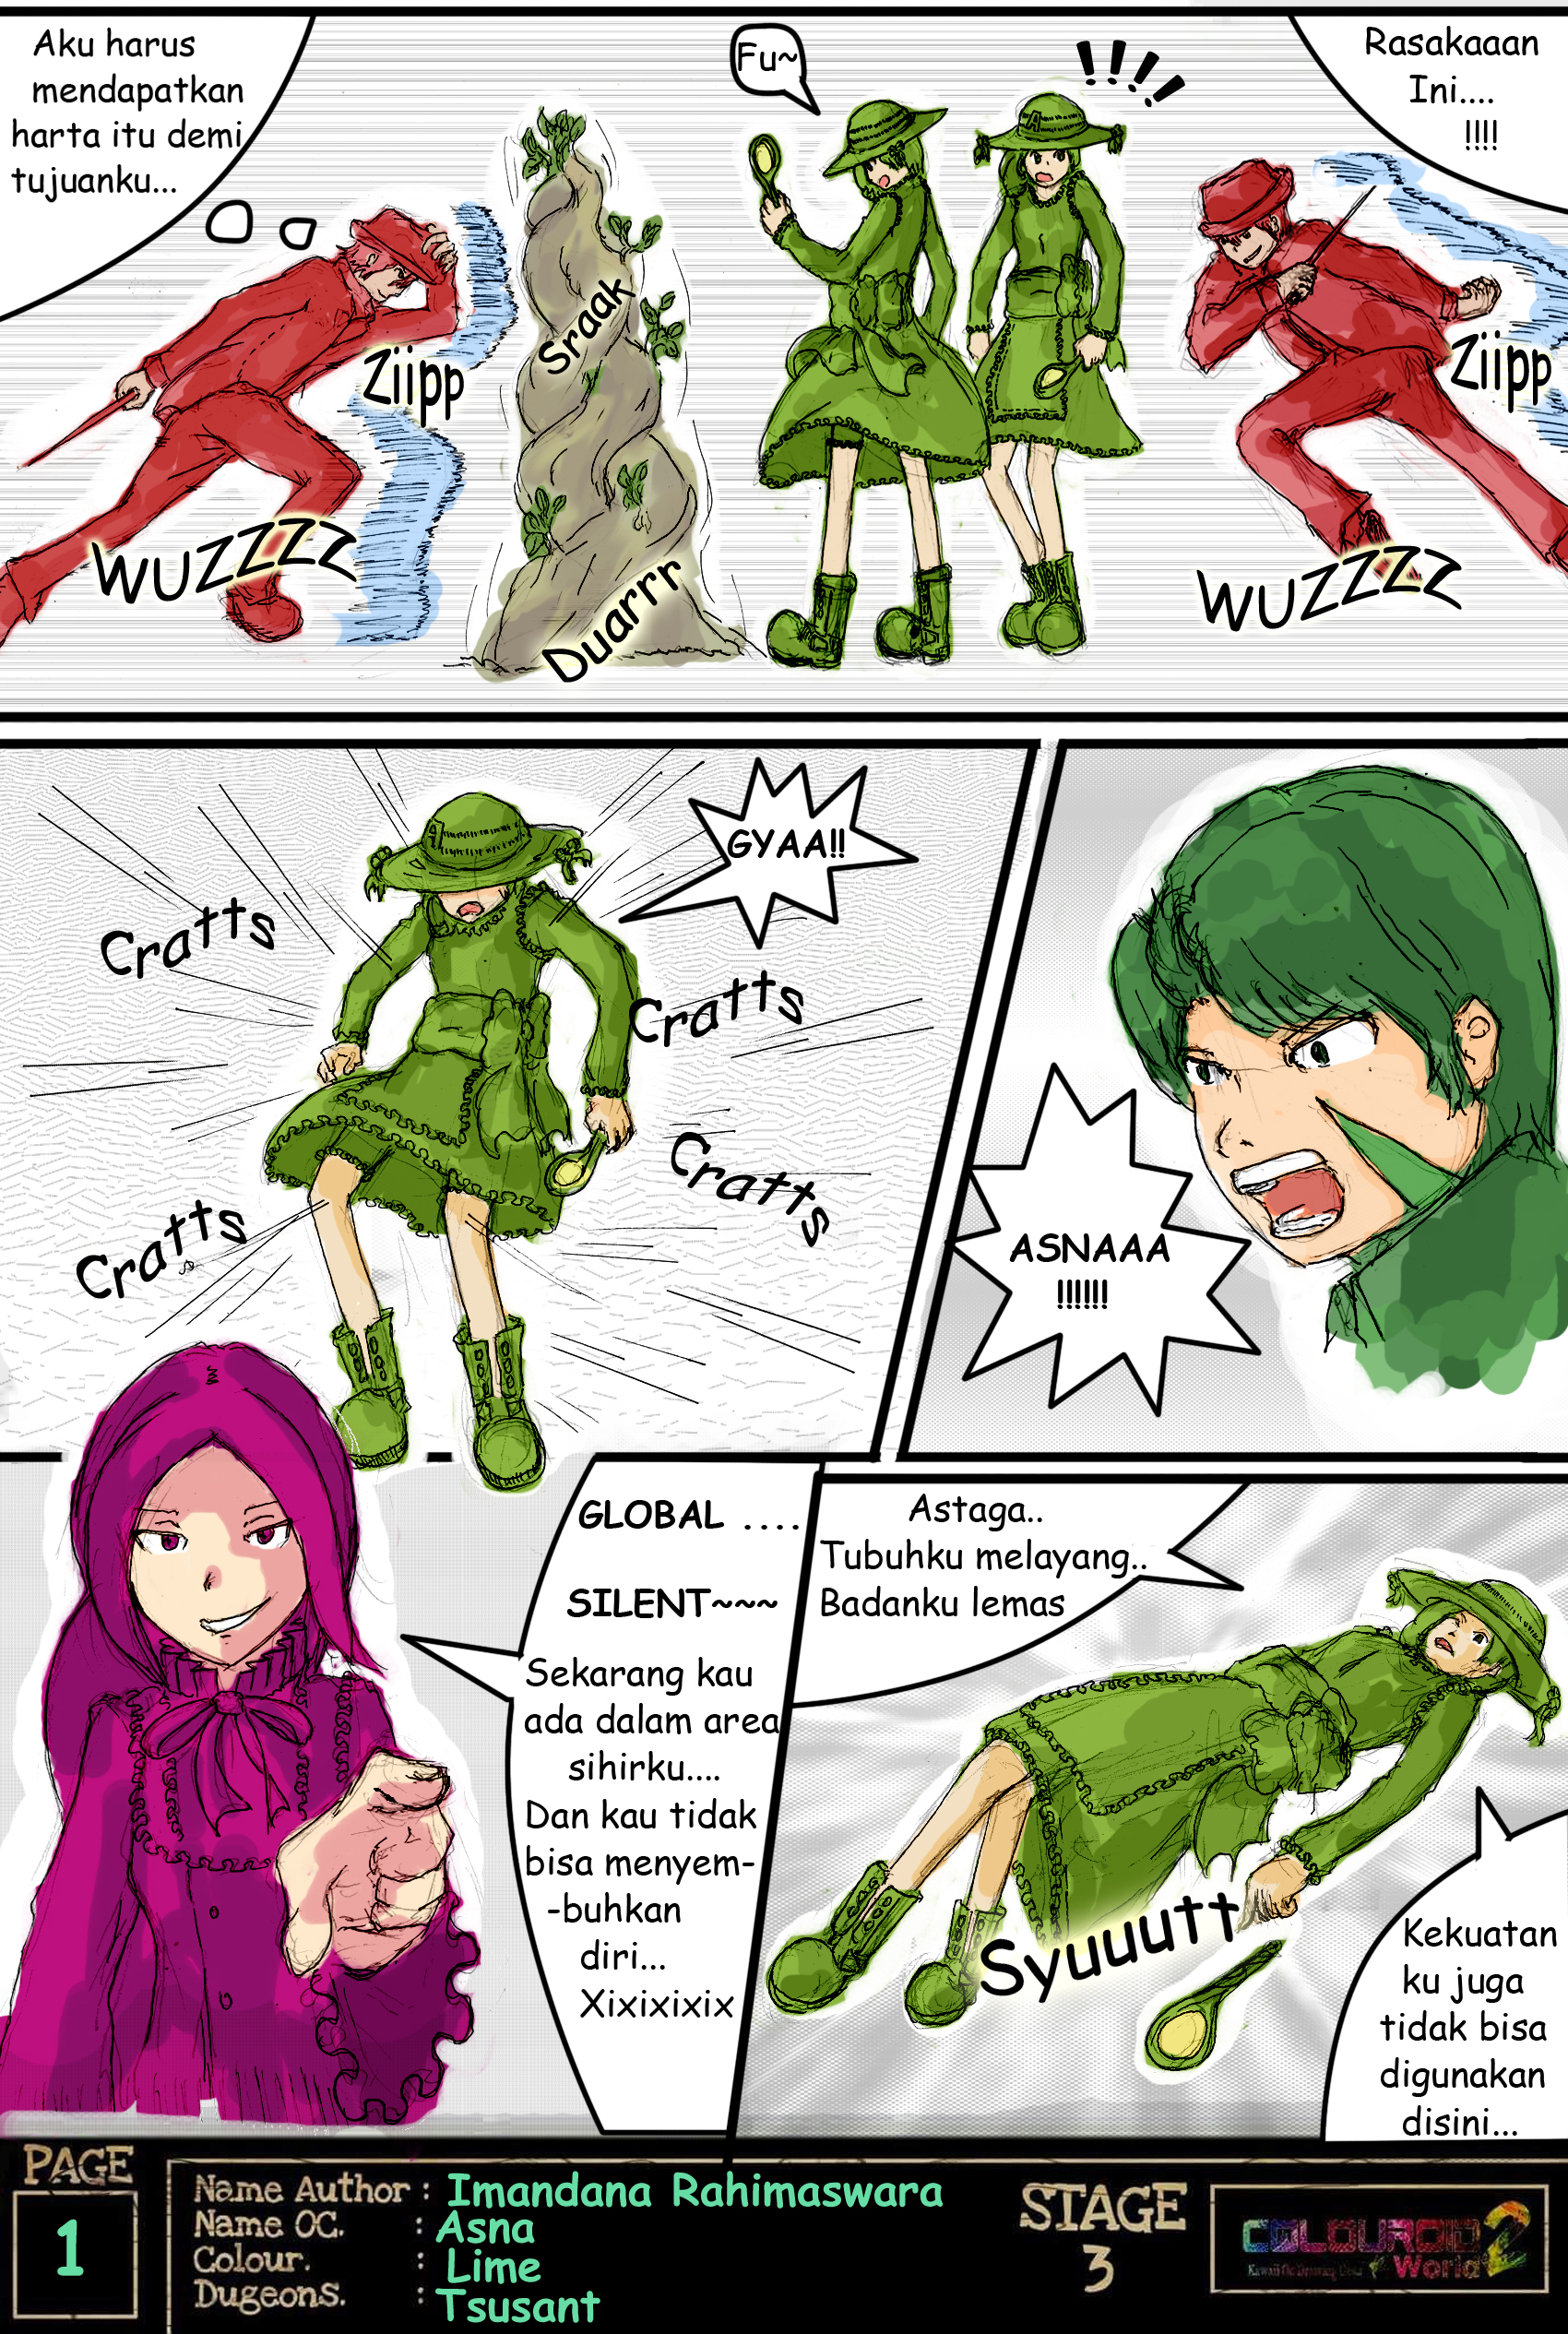 Aku harus
mendapatkan
harta itu demi
tujuanku...
Fu~
!!!!
Rasakaaan
Ini....
!!!!
Ziipp
WUZZZZ
Sraak
Duarrr
Ziipp
WUZZZZ
GYAA!!
Cratts
Cratts
Cratts
Cratts
A
A
ASNAAA
!!!!!!
GLOBAL ....
SILENT~~~
Sekarang kau
ada dalam area
sihirku....
Dan kau tidak
bisa menyem-
-buhkan
diri...
Xixixixix
Astaga..
Tubuhku melayang..
Badanku lemas
Syuuutt
Kekuatan
ku juga
tidak bisa
digunakan
disini...
PAGE
1
Name Author : Imandana Rahimaswara
Name OC. : Asna
Colour. : Lime
Dugeons. : Tsusant
STAGE
3
COLOUROID
World 2